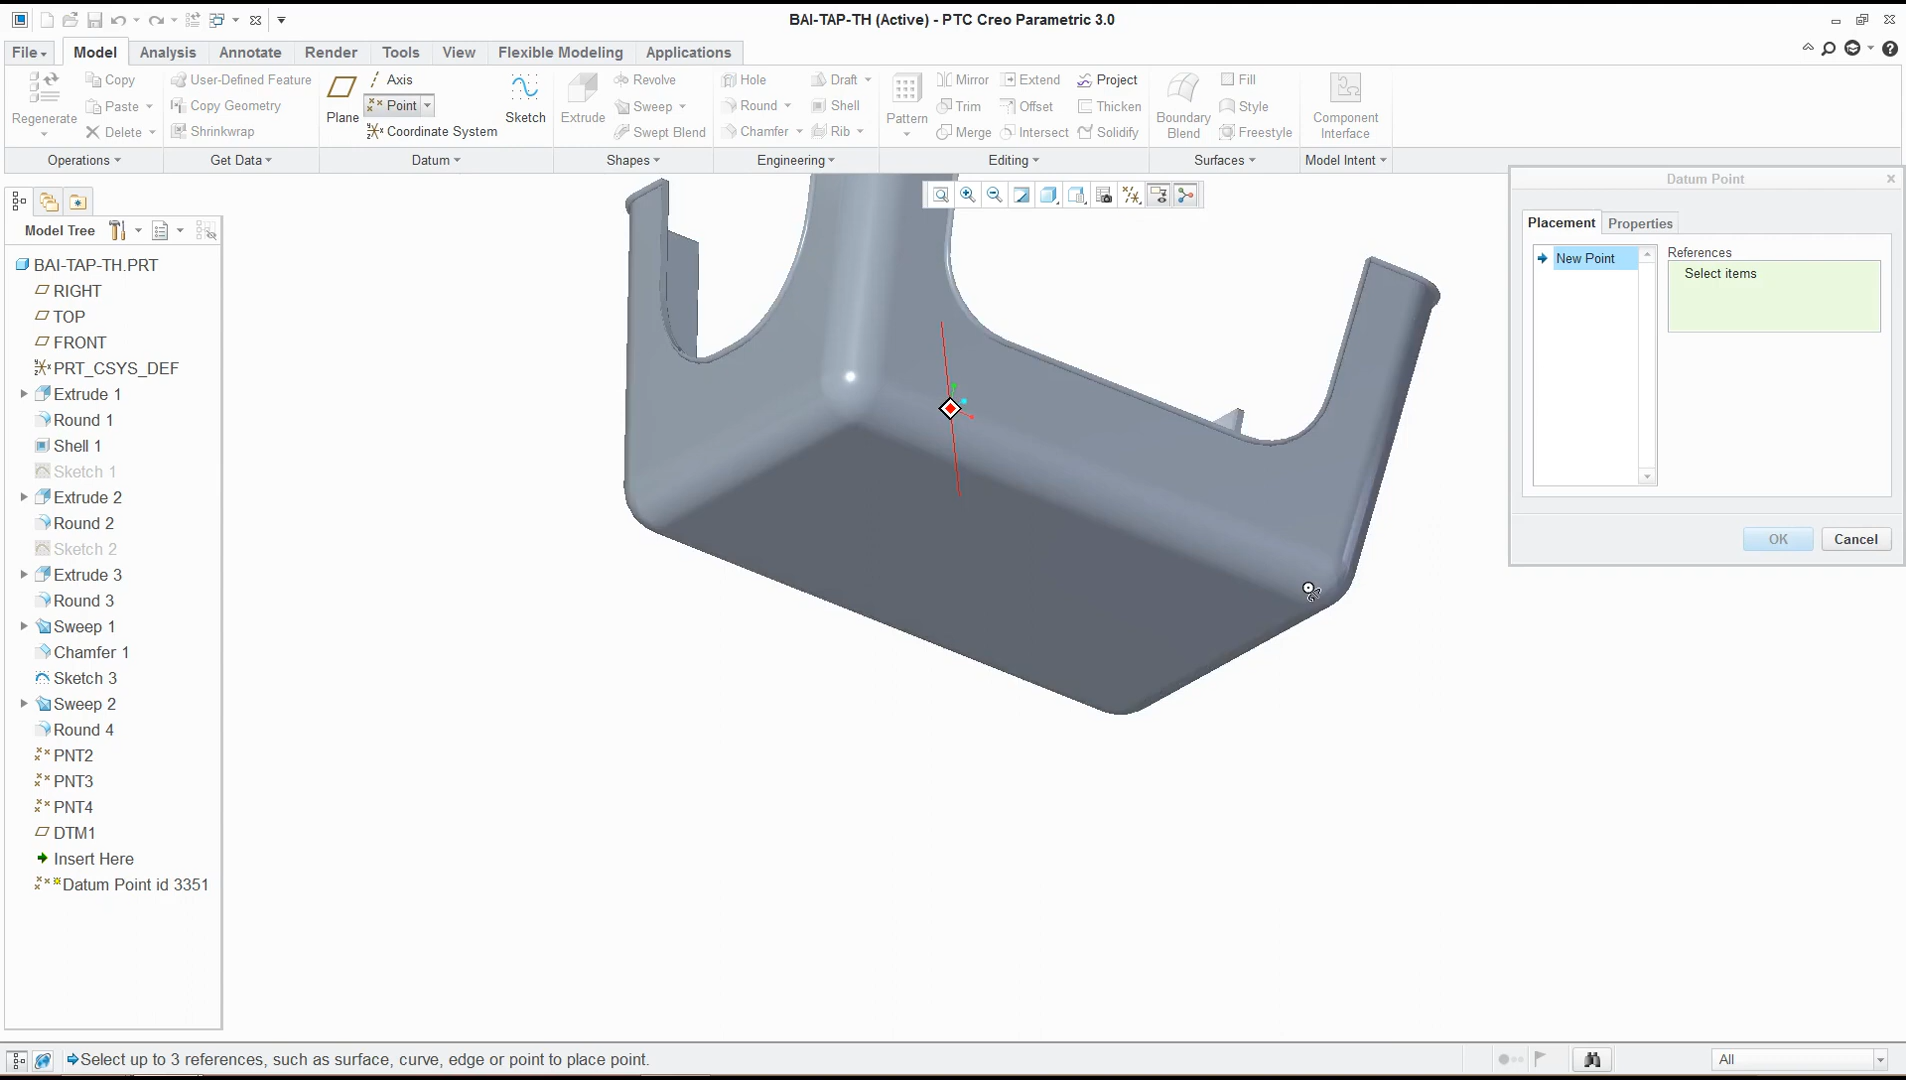 BAI-TAP-TH (Active) - PTC Creo Parametric 3.0
File Model Analysis Annotate Render Tools View Flexible Modeling Applications
Regenerate Copy Paste Delete
User-Defined Feature Copy Geometry Shrinkwrap
Plane Axis Point Coordinate System Sketch
Extrude Revolve Sweep Swept Blend
Hole Round Chamfer Draft Shell Rib
Pattern Mirror Trim Merge Extend Offset Intersect Project Thicken Solidify
Boundary Blend Fill Style Freestyle
Component Interface
Operations Get Data Datum Shapes Engineering Editing Surfaces Model Intent
Model Tree
BAI-TAP-TH.PRT
RIGHT
TOP
FRONT
PRT_CSYS_DEF
Extrude 1
Round 1
Shell 1
Sketch 1
Extrude 2
Round 2
Sketch 2
Extrude 3
Round 3
Sweep 1
Chamfer 1
Sketch 3
Sweep 2
Round 4
PNT2
PNT3
PNT4
DTM1
Insert Here
Datum Point id 3351
Datum Point
Placement Properties
New Point
References
Select items
OK Cancel
Select up to 3 references, such as surface, curve, edge or point to place point.
All